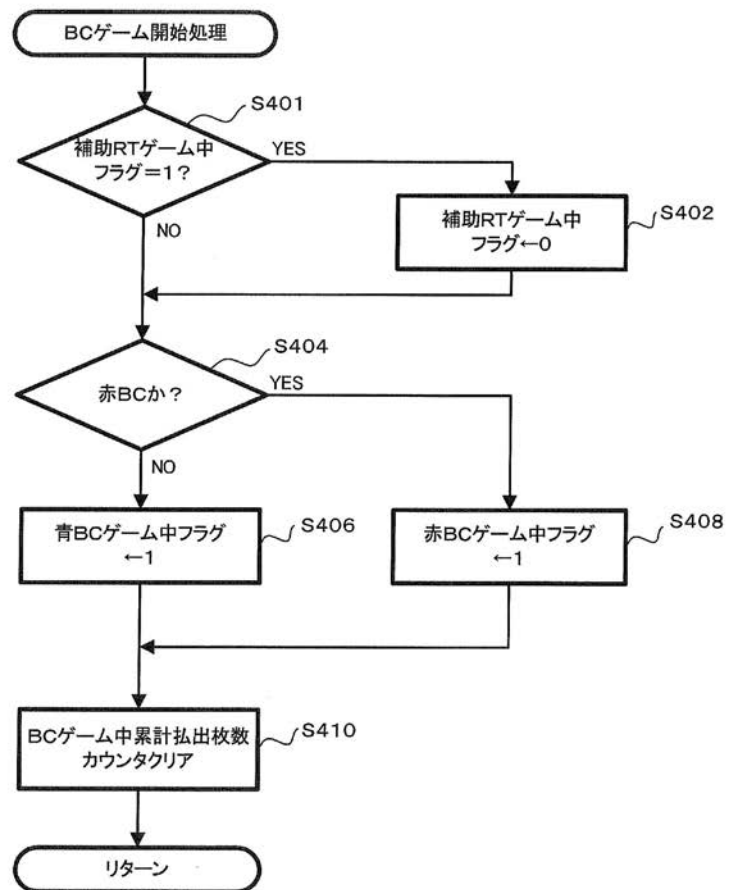 BCゲーム開始処理
S401
補助RTゲーム中
フラグ=1?
YES
NO
S402
補助RTゲーム中
フラグ←0
S404
赤BCか?
YES
NO
青BCゲーム中フラグ
←1
S406
赤BCゲーム中フラグ
←1
S408
BCゲーム中累計払出枚数
カウンタクリア
S410
リターン